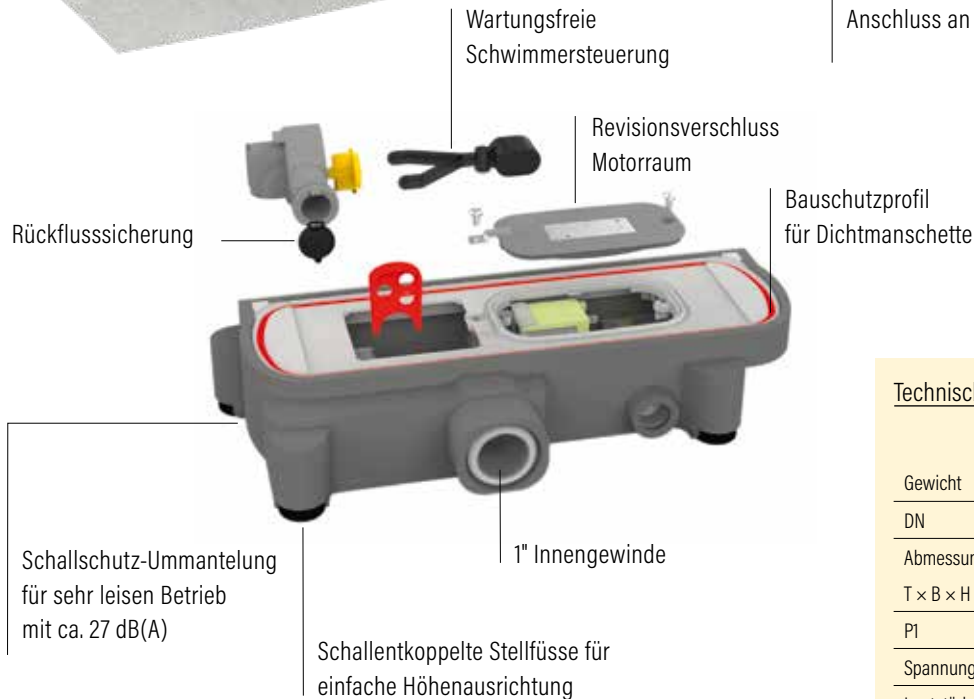 Wartungsfreie
Schwimmersteuerung
Anschluss an
Revisionsverschluss
Motorraum
Bauschutzprofil
für Dichtmanschette
Rückflusssicherung
1" Innengewinde
Schallschutz-Ummantelung
für sehr leisen Betrieb
mit ca. 27 dB(A)
Schallentkoppelte Stellfüsse für
einfache Höhenausrichtung
Technisch
Gewicht
DN
Abmessun
T × B × H
P1
Spannung